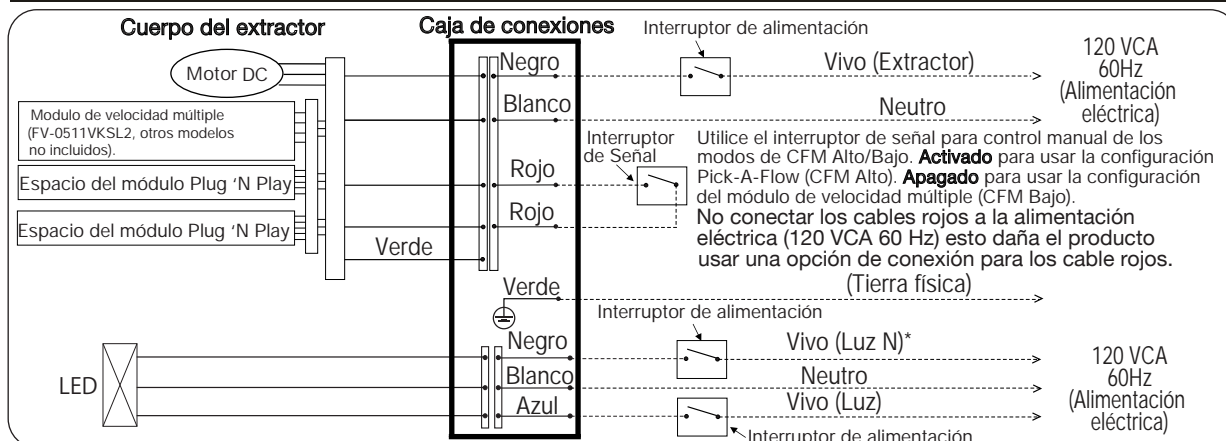 Cuerpo del extractor
Caja de conexiones
Interruptor de alimentación
Motor DC
Negro
Vivo (Extractor)
120 VCA
60Hz
(Alimentación
eléctrica)
Modulo de velocidad múltiple
(FV-0511VKSL2, otros modelos
no incluidos).
Blanco
Neutro
Interruptor
de Señal
Utilice el interruptor de señal para control manual de los
modos de CFM Alto/Bajo. Activado para usar la configuración
Pick-A-Flow (CFM Alto). Apagado para usar la configuración
del módulo de velocidad múltiple (CFM Bajo).
No conectar los cables rojos a la alimentación
eléctrica (120 VCA 60 Hz) esto daña el producto
usar una opción de conexión para los cable rojos.
Espacio del módulo Plug 'N Play
Rojo
Espacio del módulo Plug 'N Play
Rojo
Verde
Verde
(Tierra física)
Interruptor de alimentación
Negro
Vivo (Luz N)*
LED
Blanco
Neutro
Azul
Vivo (Luz)
120 VCA
60Hz
(Alimentación
eléctrica)
Interruptor de alimentación